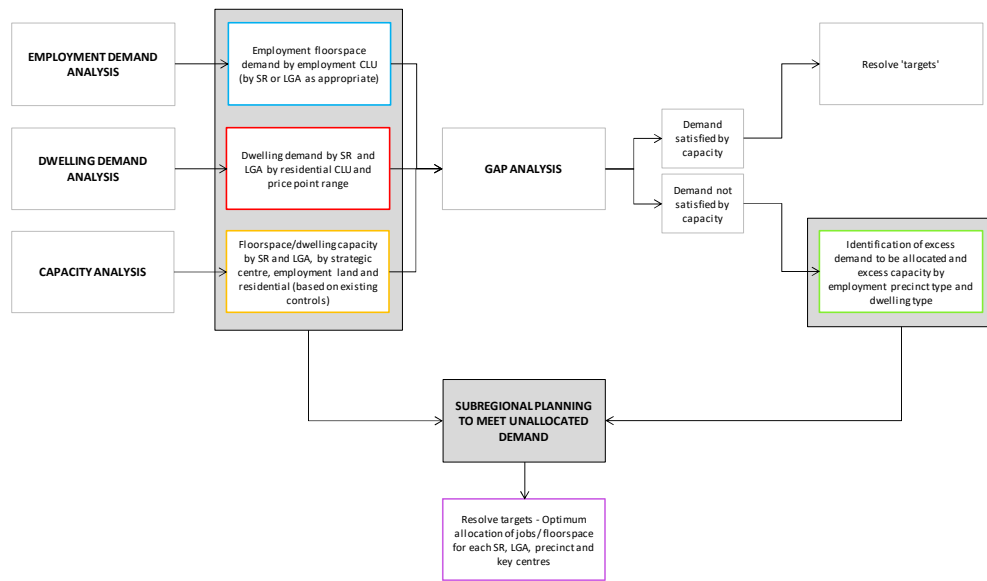 EMPLOYMENT DEMAND
ANALYSIS
Employment floorspace
demand by employment CLU
(by SR or LGA as appropriate)
Resolve 'targets'
DWELLING DEMAND
ANALYSIS
Dwelling demand by SR and
LGA by residential CLU and
price point range
GAP ANALYSIS
Demand
satisfied by
capacity
Demand not
satisfied by
capacity
CAPACITY ANALYSIS
Floorspace/dwelling capacity
by SR and LGA, by strategic
centre, employment land and
residential (based on existing
controls)
Identification of excess
demand to be allocated and
excess capacity by
employment precinct type and
dwelling type
SUBREGIONAL PLANNING
TO MEET UNALLOCATED
DEMAND
Resolve targets - Optimum
allocation of jobs/ floorspace
for each SR, LGA, precinct and
key centres